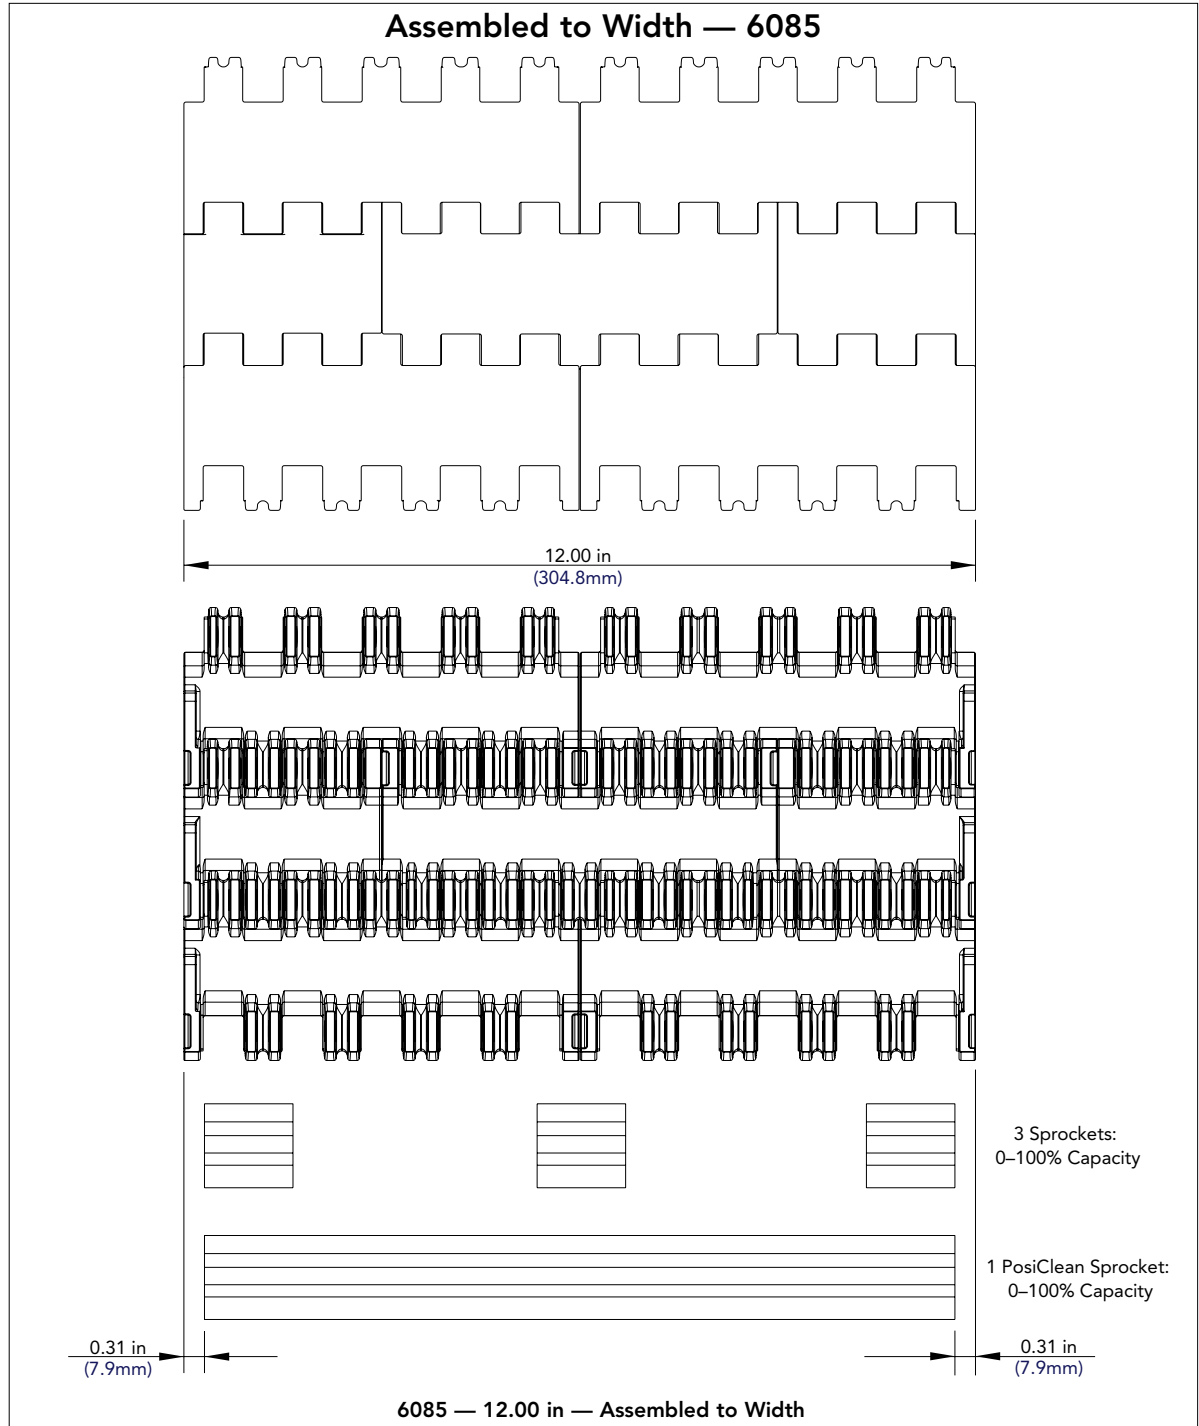 Assembled to Width — 6085
12.00 in
(304.8mm)
3 Sprockets:
0–100% Capacity
1 PosiClean Sprocket:
0–100% Capacity
0.31 in
(7.9mm)
0.31 in
(7.9mm)
6085 — 12.00 in — Assembled to Width